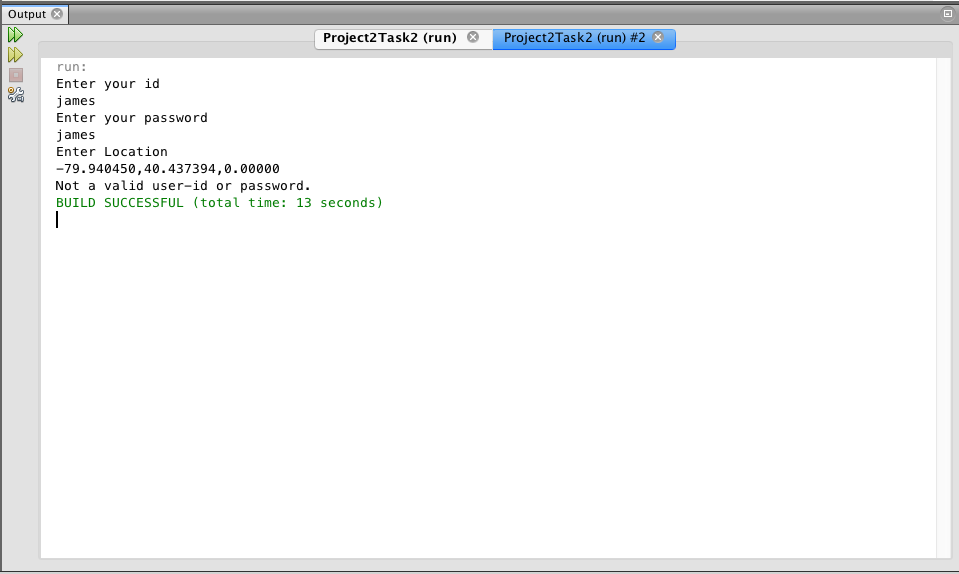 Output
Project2Task2 (run) Project2Task2 (run) #2
run:
Enter your id
james
Enter your password
james
Enter Location
-79.940450,40.437394,0.00000
Not a valid user-id or password.
BUILD SUCCESSFUL (total time: 13 seconds)